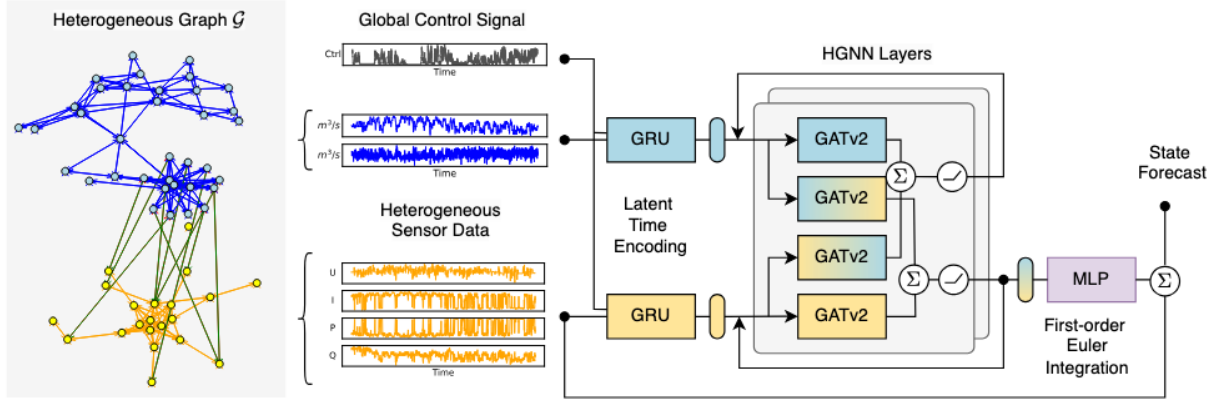 Heterogeneous Graph 𝒢
Global Control Signal
Ctrl
Time
m³/s
m³/s
Time
Heterogeneous
Sensor Data
U
I
P
Q
Time
GRU
Latent
Time
Encoding
GRU
HGNN Layers
GATv2
GATv2
GATv2
GATv2
Σ
Σ
MLP
First-order
Euler
Integration
State
Forecast
Σ